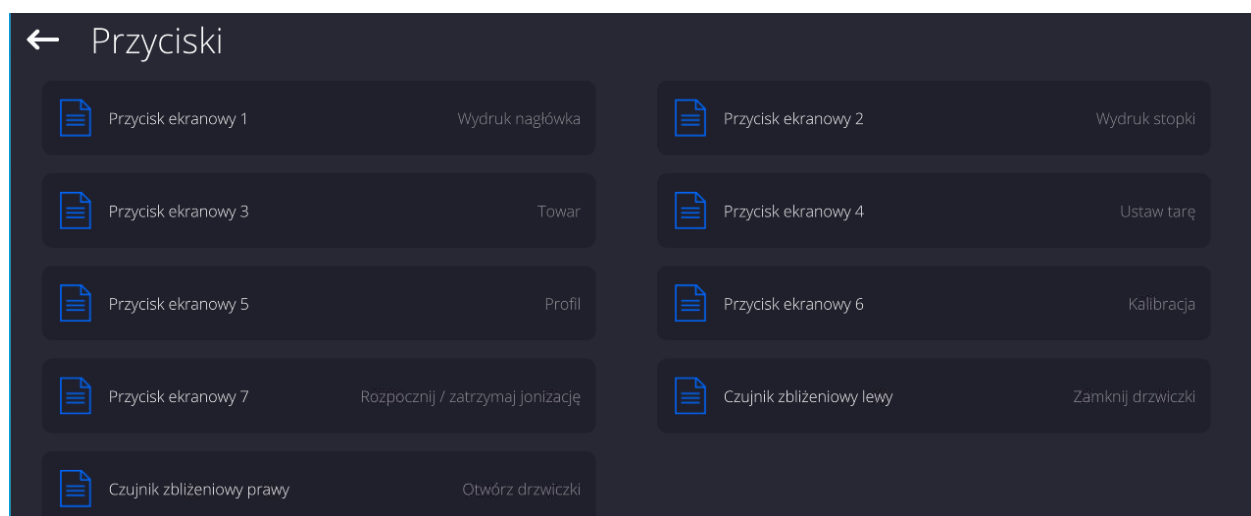 Przyciski
Przycisk ekranowy 1 Wydruk nagłówka
Przycisk ekranowy 2 Wydruk stopki
Przycisk ekranowy 3 Towar
Przycisk ekranowy 4 Ustaw tarę
Przycisk ekranowy 5 Profil
Przycisk ekranowy 6 Kalibracja
Przycisk ekranowy 7 Rozpocznij / zatrzymaj jonizację
Czujnik zbliżeniowy lewy Zamknij drzwiczki
Czujnik zbliżeniowy prawy Otwórz drzwiczki